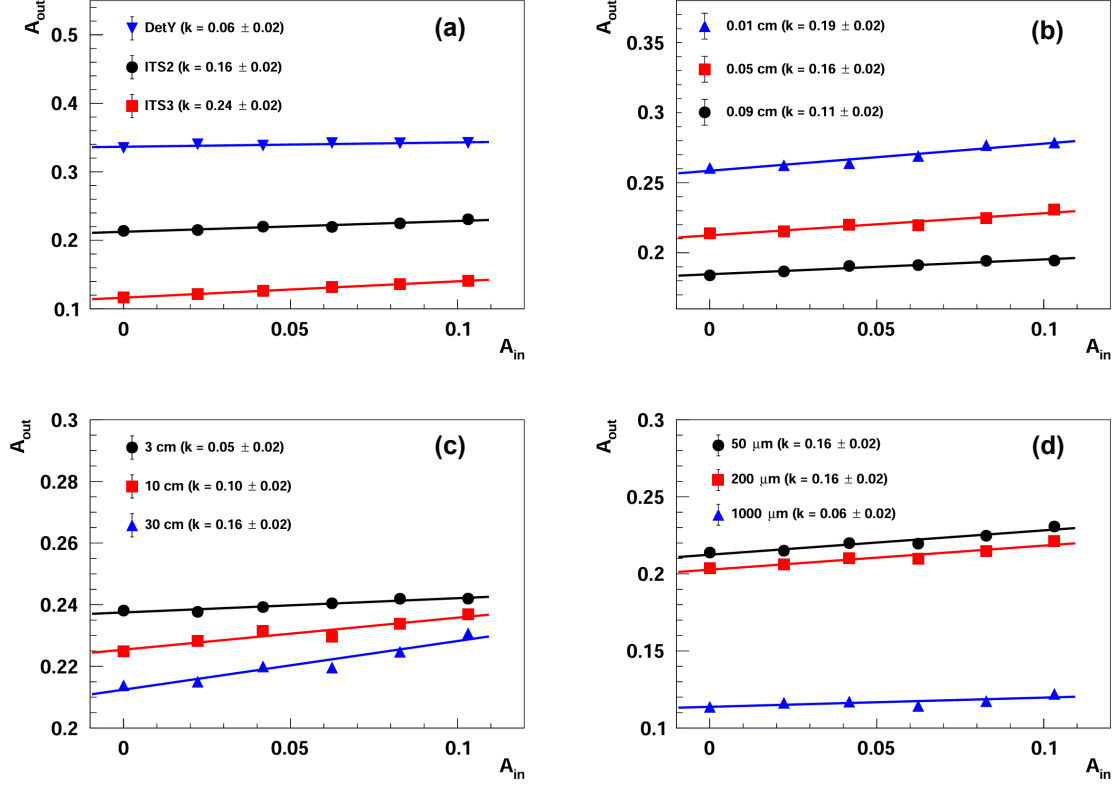 A_out
(a)
DetY (k = 0.06 ± 0.02)
ITS2 (k = 0.16 ± 0.02)
ITS3 (k = 0.24 ± 0.02)
0.5
0.4
0.3
0.2
0.1
0 0.05 0.1
A_in
A_out
(b)
0.01 cm (k = 0.19 ± 0.02)
0.05 cm (k = 0.16 ± 0.02)
0.09 cm (k = 0.11 ± 0.02)
0.35
0.3
0.25
0.2
0 0.05 0.1
A_in
A_out
(c)
3 cm (k = 0.05 ± 0.02)
10 cm (k = 0.10 ± 0.02)
30 cm (k = 0.16 ± 0.02)
0.3
0.28
0.26
0.24
0.22
0.2
0 0.05 0.1
A_in
A_out
(d)
50 μm (k = 0.16 ± 0.02)
200 μm (k = 0.16 ± 0.02)
1000 μm (k = 0.06 ± 0.02)
0.3
0.25
0.2
0.15
0.1
0 0.05 0.1
A_in